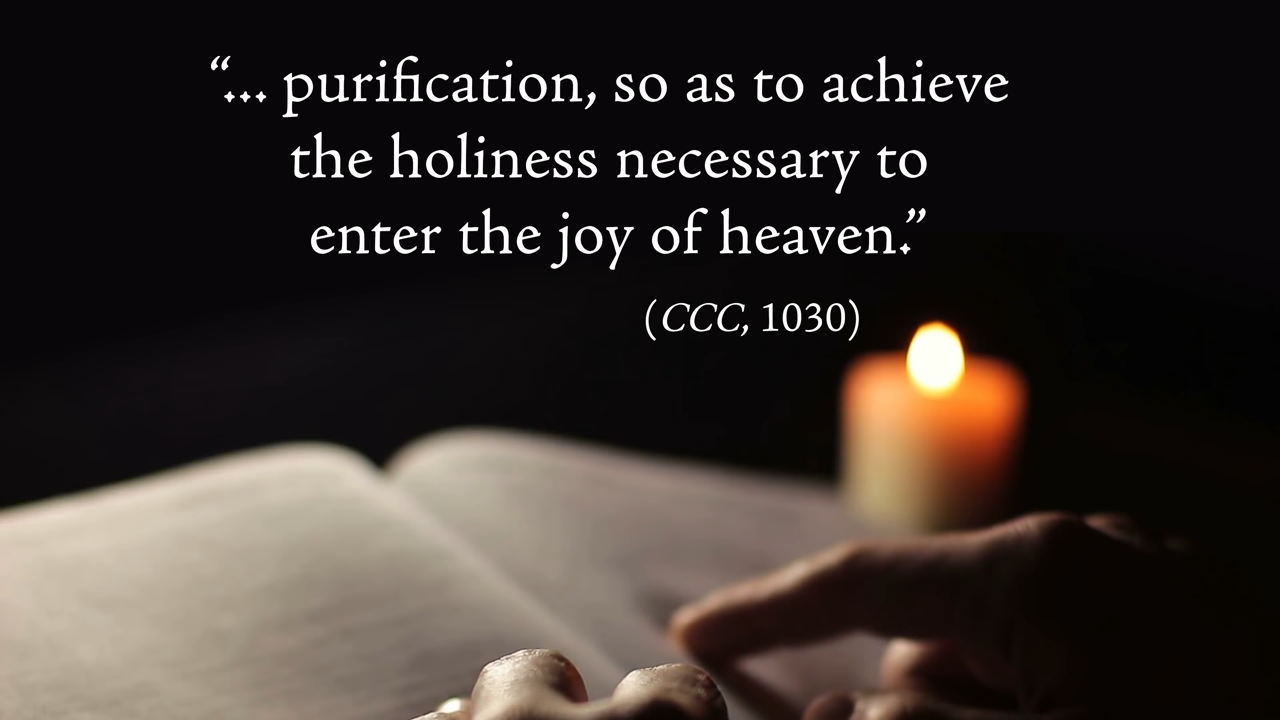 “... purification, so as to achieve
the holiness necessary to
enter the joy of heaven.”
(CCC, 1030)